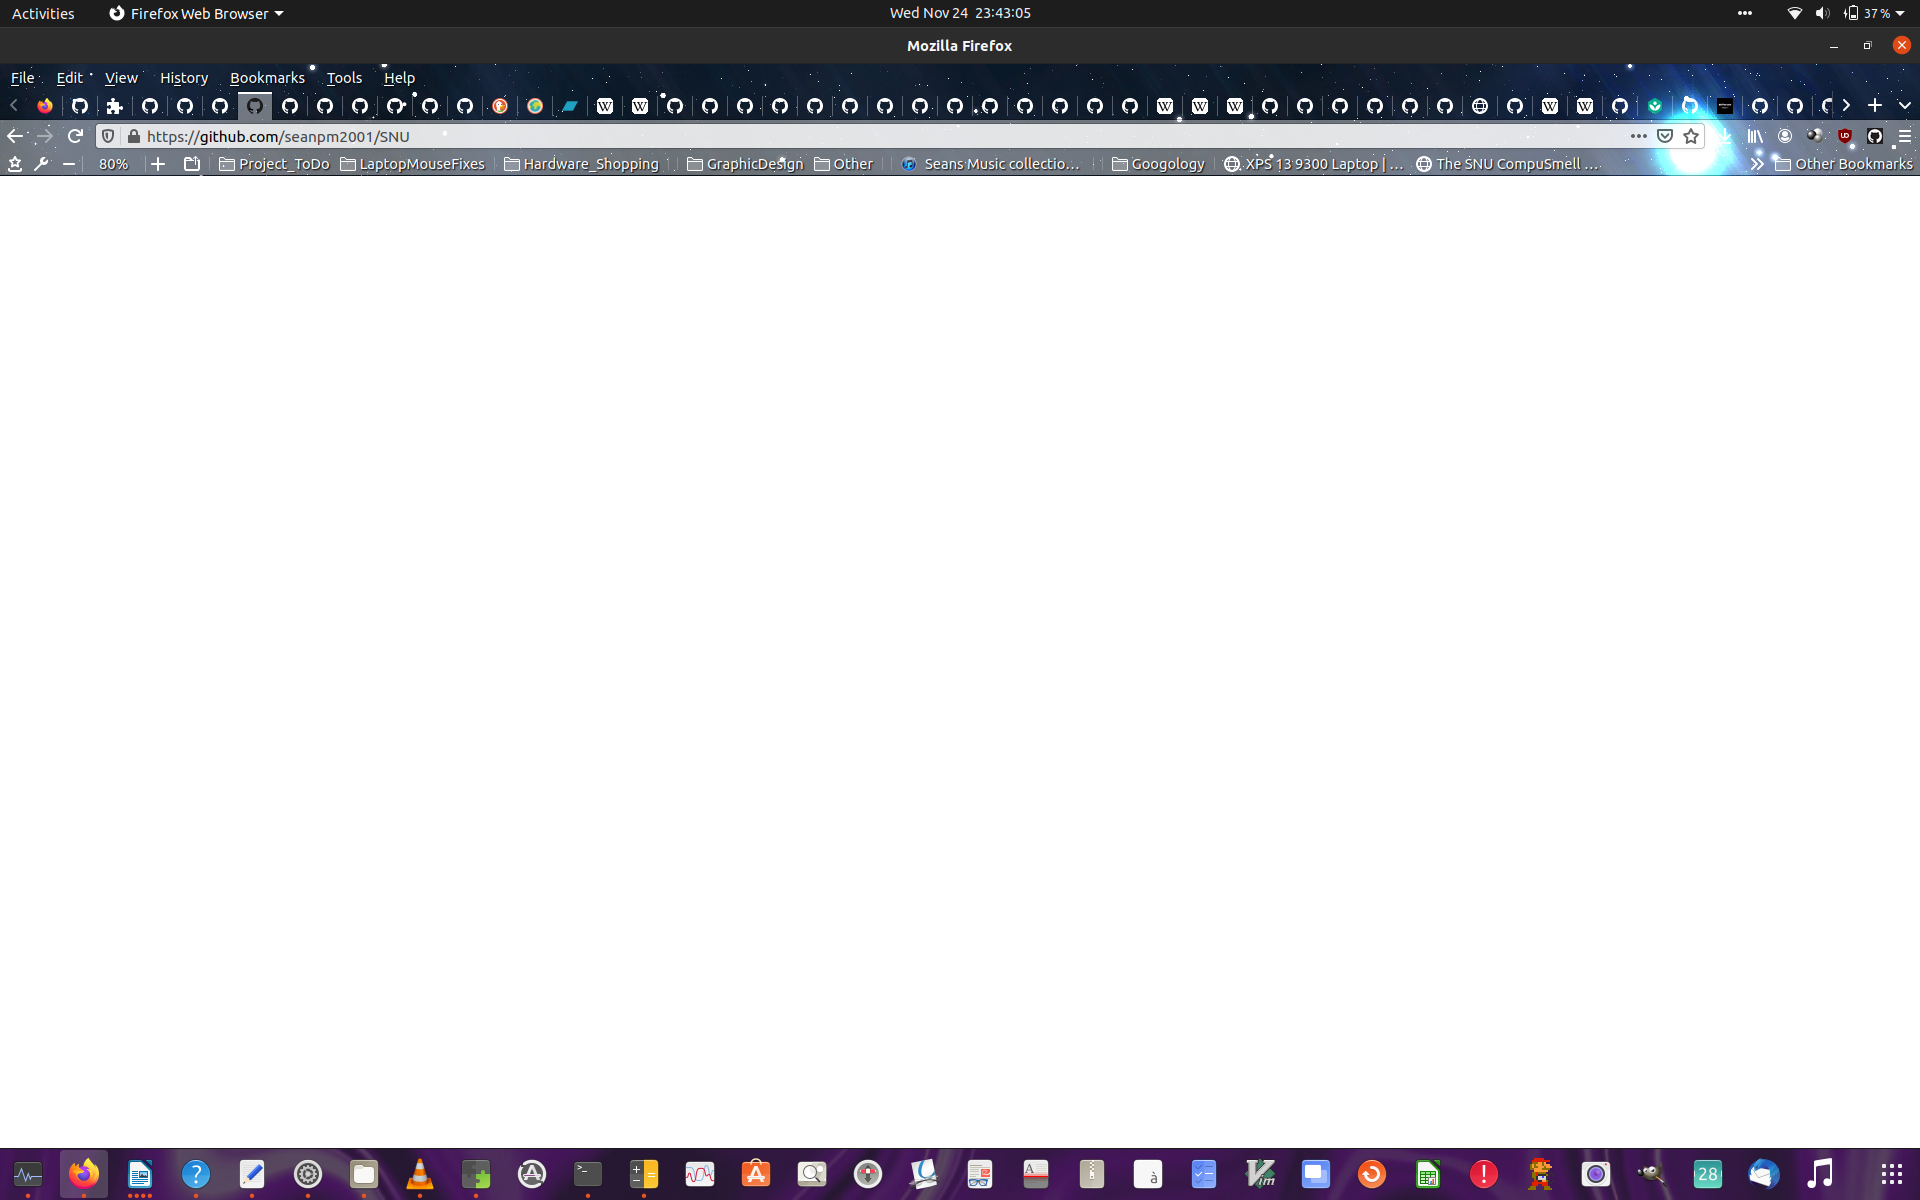 Activities Firefox Web Browser Wed Nov 24 23:43:05 37 %
Mozilla Firefox
File Edit View History Bookmarks Tools Help
https://github.com/seanpm2001/SNU
80% Project_ToDo LaptopMouseFixes Hardware_Shopping GraphicDesign Other Seans Music collectio… Googology XPS 13 9300 Laptop | … The SNU CompuSmell … Other Bookmarks
28